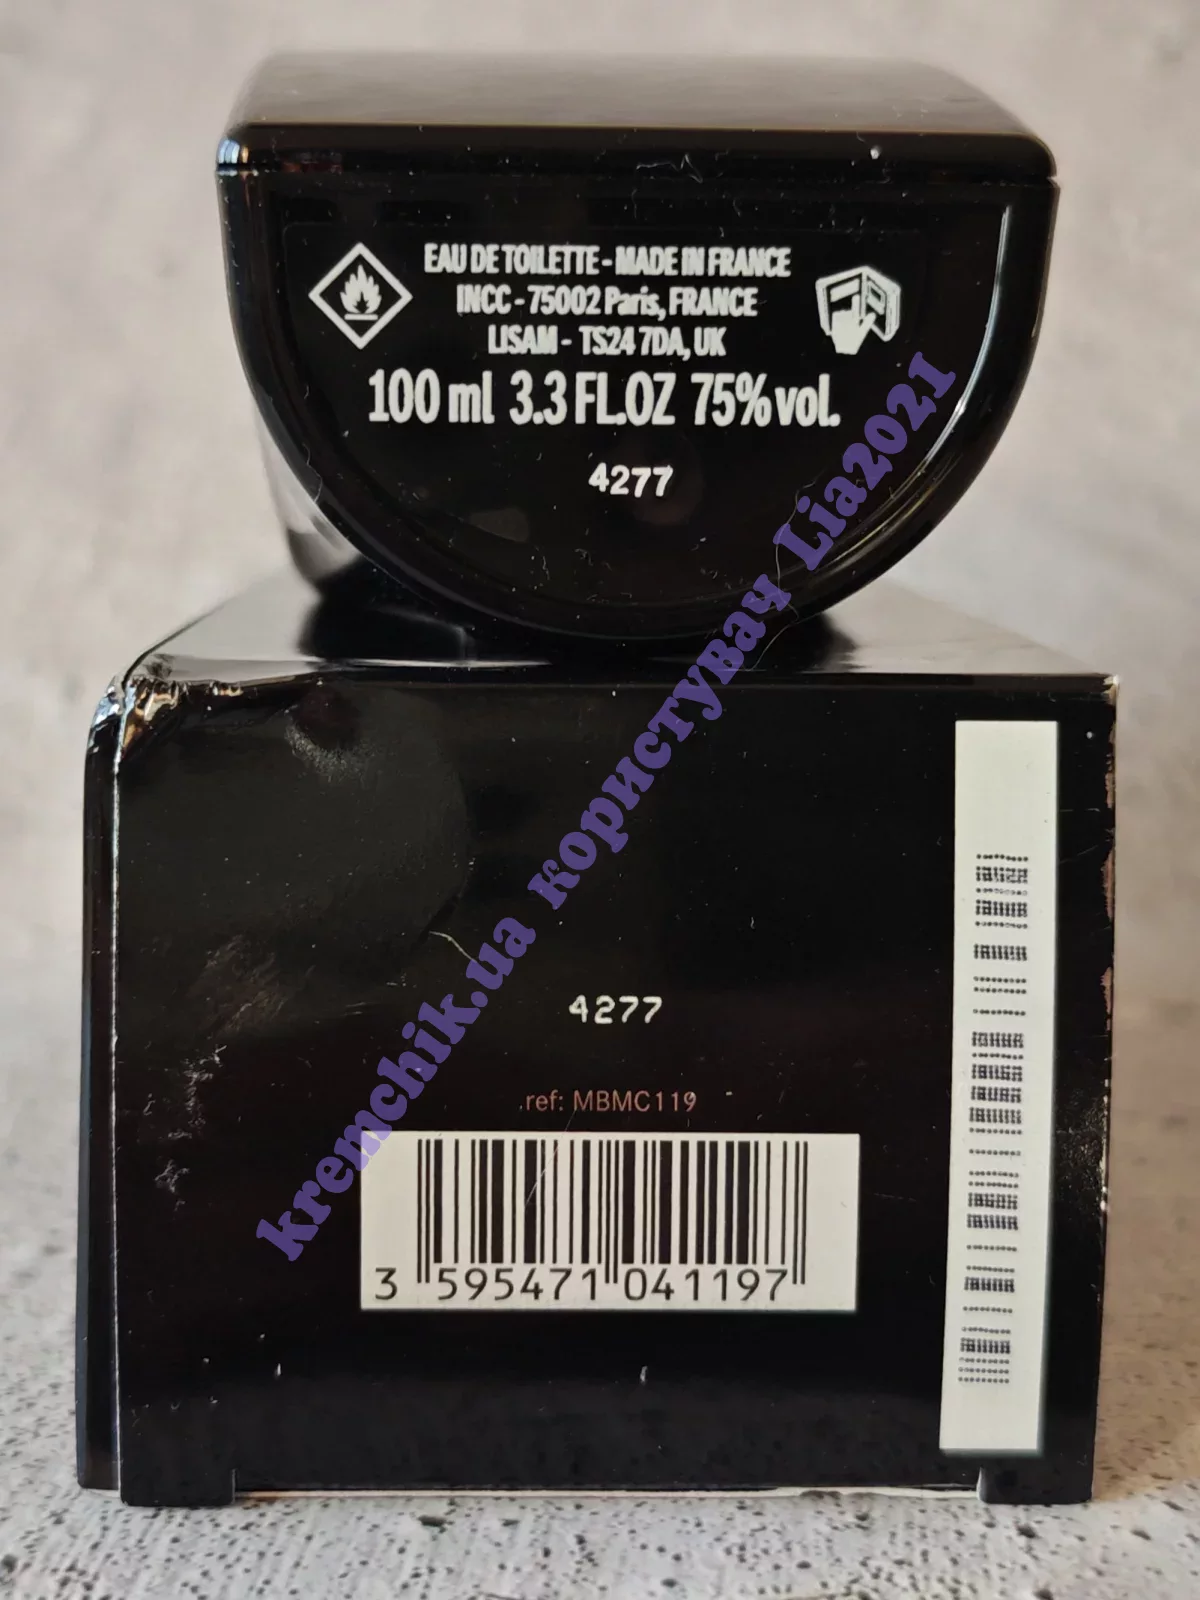 EAU DE TOILETTE - MADE IN FRANCE
INCC - 75002 Paris, FRANCE
LISAM - TS24 7DA, UK
100 ml 3.3 FL.OZ 75% vol.
4277
kremchik.ua користувач Lia2021
4277
ref: MBMC119
3 595471 041197